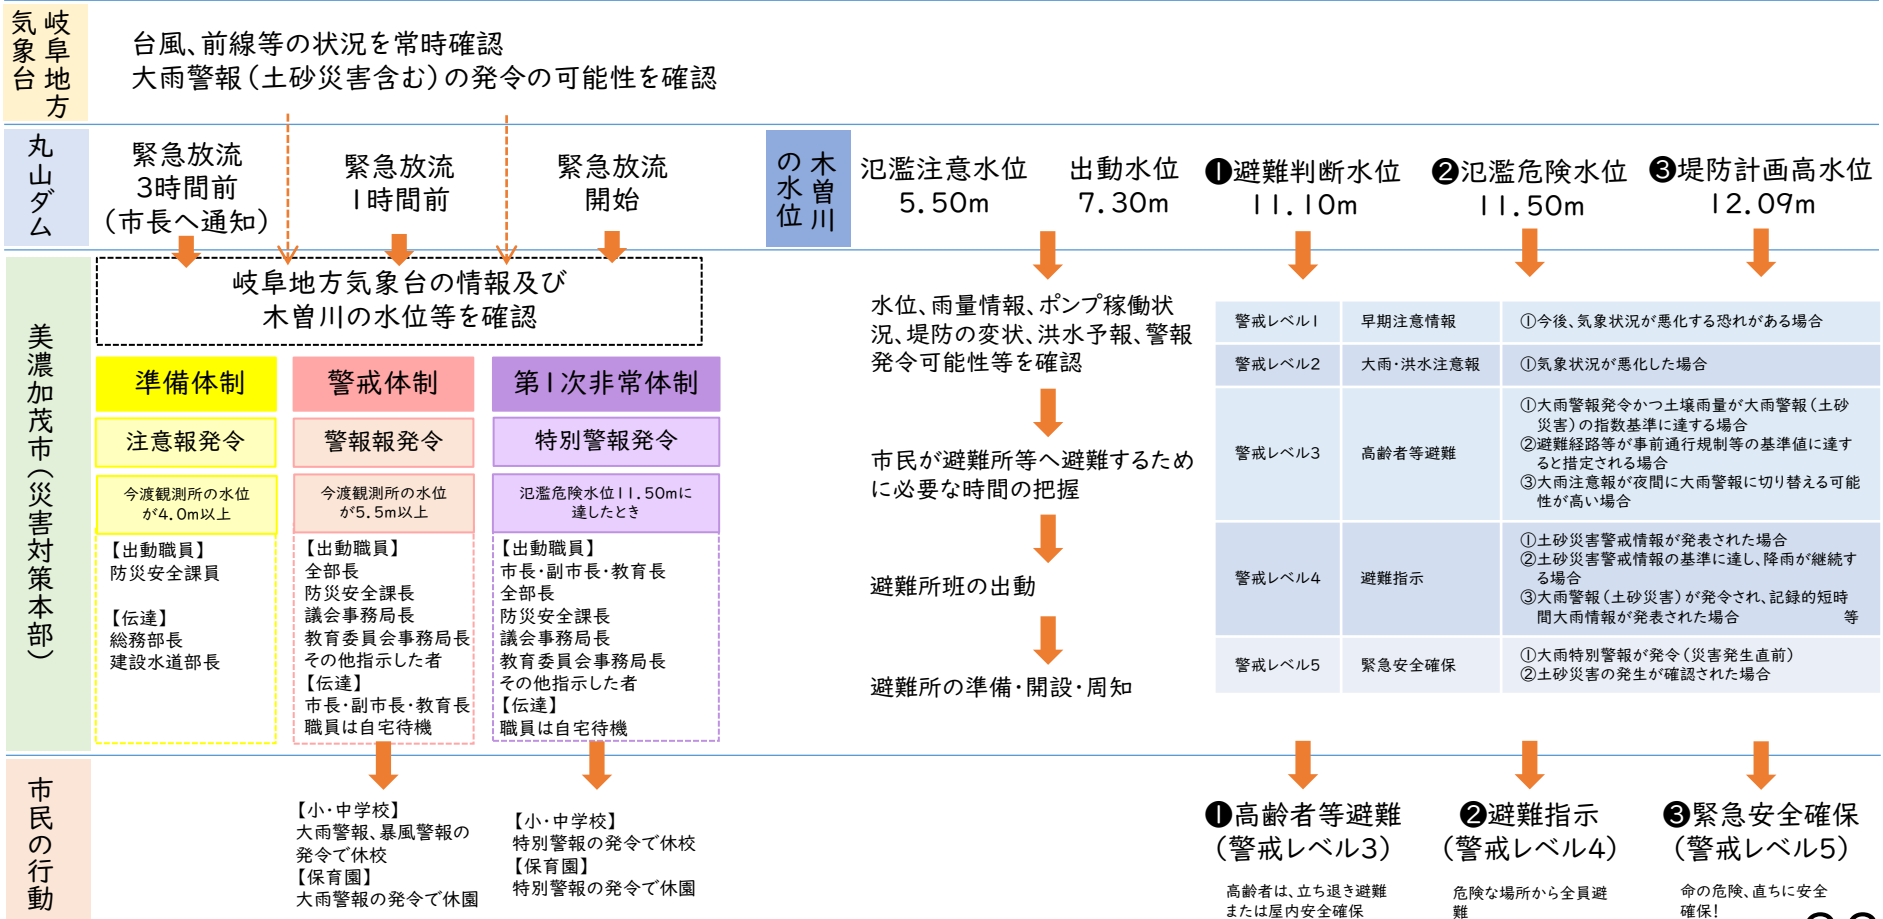 岐阜地方
気象台
台風、前線等の状況を常時確認
大雨警報(土砂災害含む)の発令の可能性を確認
丸山ダム
緊急放流
3時間前
(市長へ通知)
緊急放流
1時間前
緊急放流
開始
木曽川
の水位
氾濫注意水位
5.50m
出動水位
7.30m
❶避難判断水位
11.10m
❷氾濫危険水位
11.50m
❸堤防計画高水位
12.09m
美濃加茂市(災害対策本部)
岐阜地方気象台の情報及び
木曽川の水位等を確認
準備体制
注意報発令
今渡観測所の水位
が4.0m以上
【出動職員】
防災安全課員
【伝達】
総務部長
建設水道部長
警戒体制
警報報発令
今渡観測所の水位
が5.5m以上
【出動職員】
全部長
防災安全課長
議会事務局長
教育委員会事務局長
その他指示した者
【伝達】
市長・副市長・教育長
職員は自宅待機
第1次非常体制
特別警報発令
氾濫危険水位11.50mに
達したとき
【出動職員】
市長・副市長・教育長
全部長
防災安全課長
議会事務局長
教育委員会事務局長
その他指示した者
【伝達】
職員は自宅待機
水位、雨量情報、ポンプ稼働状
況、堤防の変状、洪水予報、警報
発令可能性等を確認
市民が避難所等へ避難するため
に必要な時間の把握
避難所班の出動
避難所の準備・開設・周知
警戒レベル1
早期注意情報
①今後、気象状況が悪化する恐れがある場合
警戒レベル2
大雨・洪水注意報
①気象状況が悪化した場合
警戒レベル3
高齢者等避難
①大雨警報発令かつ土壌雨量が大雨警報(土砂
災害)の指数基準に達する場合
②避難経路等が事前通行規制等の基準値に達す
ると措定される場合
③大雨注意報が夜間に大雨警報に切り替える可能
性が高い場合
警戒レベル4
避難指示
①土砂災害警戒情報が発表された場合
②土砂災害警戒情報の基準に達し、降雨が継続す
る場合
③大雨警報(土砂災害)が発令され、記録的短時
間大雨情報が発表された場合 等
警戒レベル5
緊急安全確保
①大雨特別警報が発令(災害発生直前)
②土砂災害の発生が確認された場合
市民の行動
【小・中学校】
大雨警報、暴風警報の
発令で休校
【保育園】
大雨警報の発令で休園
【小・中学校】
特別警報の発令で休校
【保育園】
特別警報の発令で休園
❶高齢者等避難
(警戒レベル3)
高齢者は、立ち退き避難
または屋内安全確保
❷避難指示
(警戒レベル4)
危険な場所から全員避
難
❸緊急安全確保
(警戒レベル5)
命の危険、直ちに安全
確保!